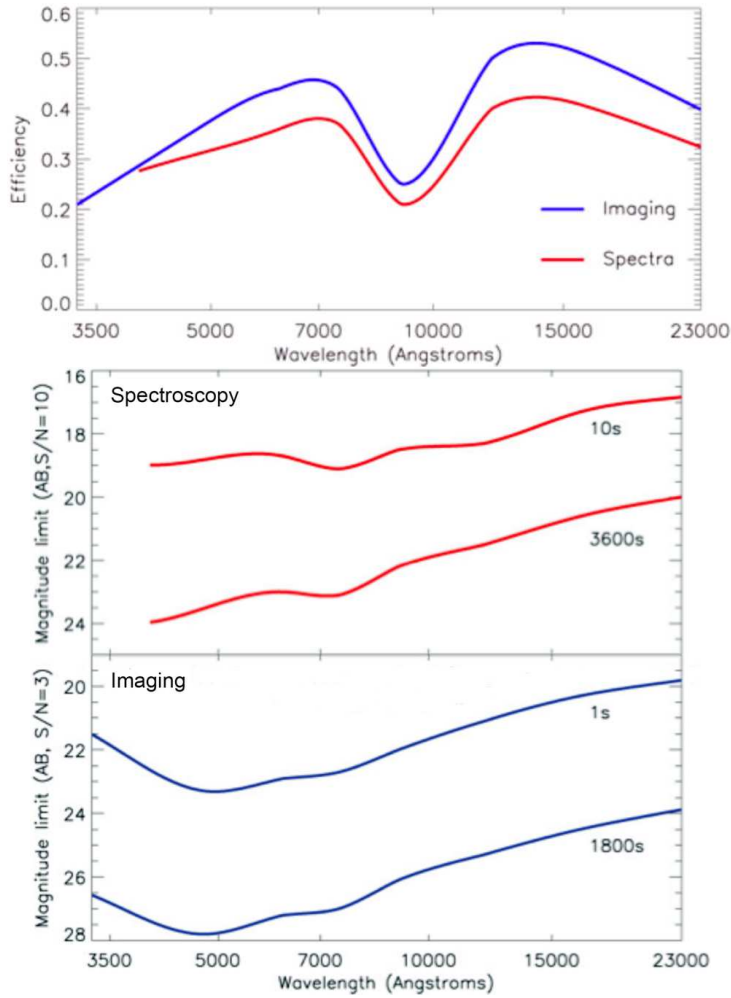 0.6
0.5
0.4
0.3
0.2
0.1
0.0
Efficiency
Imaging
Spectra
3500 5000 7000 10000 15000 23000
Wavelength (Angstroms)
16
18
20
22
24
Magnitude limit (AB,S/N=10)
Spectroscopy
10s
3600s
20
22
24
26
28
Magnitude limit (AB, S/N=3)
Imaging
1s
1800s
3500 5000 7000 10000 15000 23000
Wavelength (Angstroms)